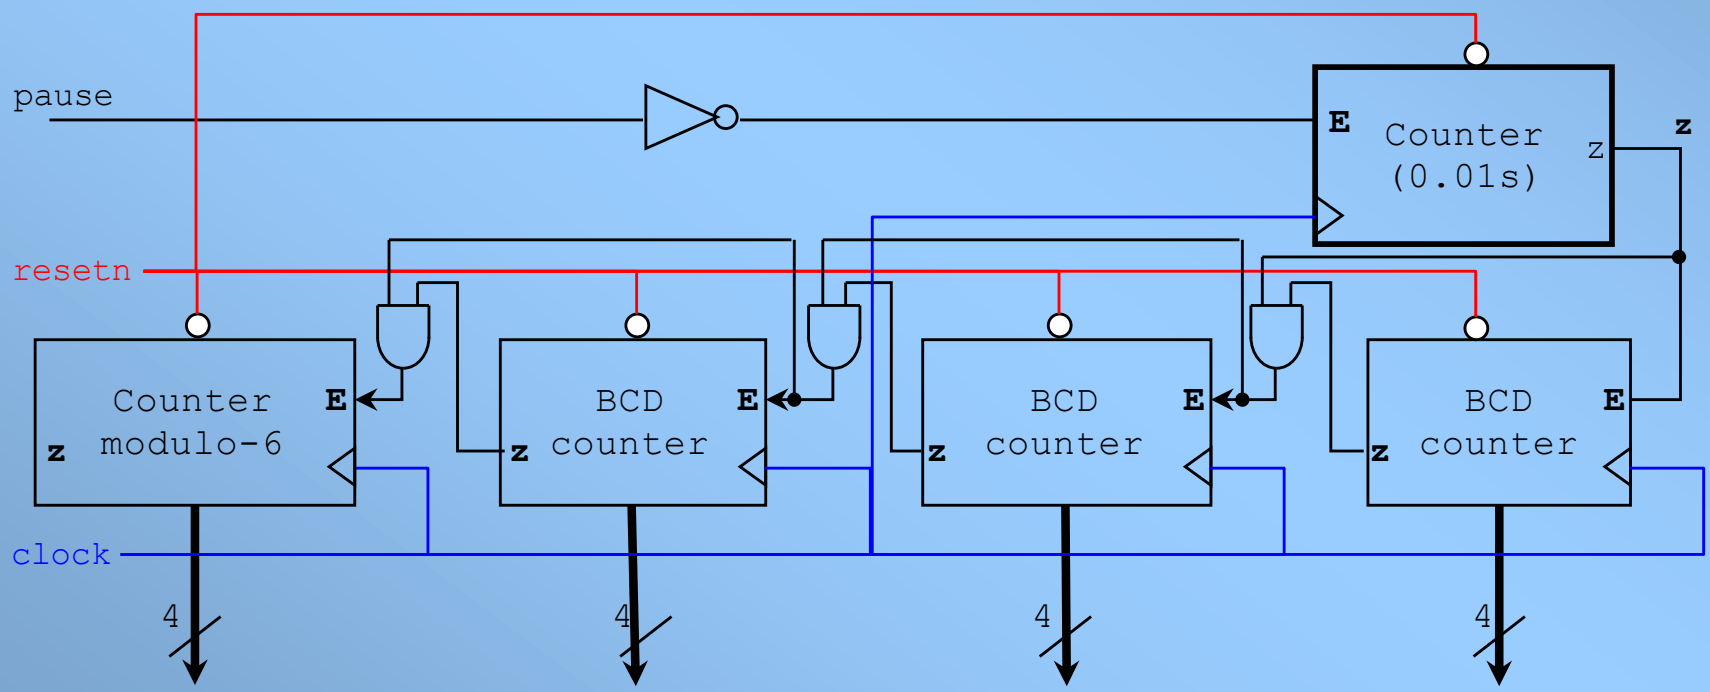 pause
E
Counter
(0.01s)
z
z
resetn
Counter
modulo-6
E
z
BCD
counter
E
z
BCD
counter
E
z
BCD
counter
E
z
clock
4
4
4
4